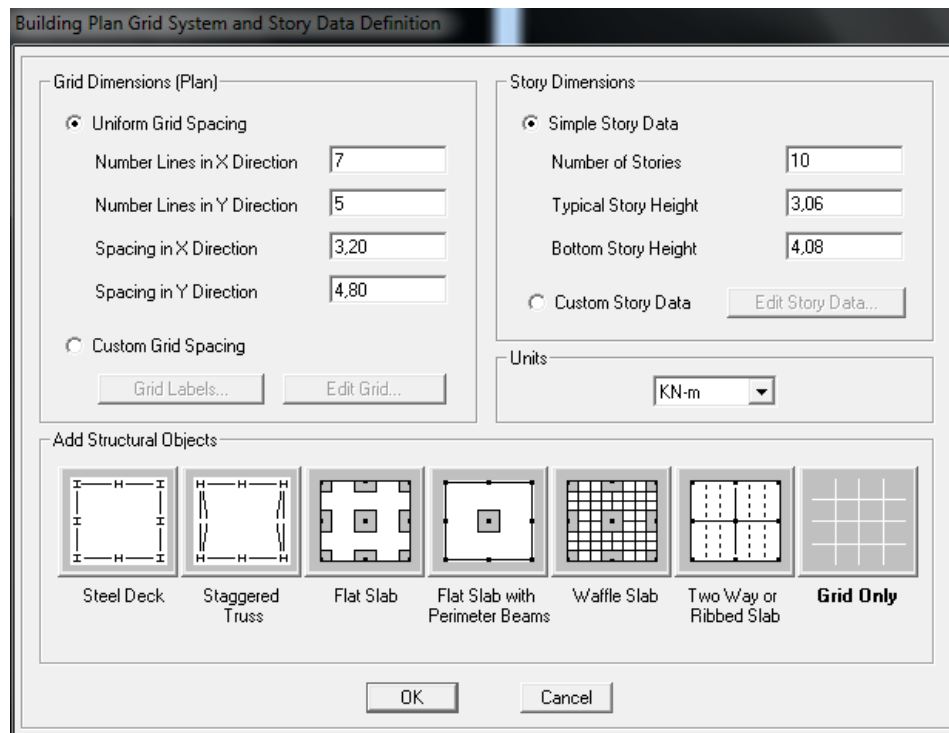 Building Plan Grid System and Story Data Definition
Grid Dimensions (Plan)
Uniform Grid Spacing
Number Lines in X Direction 7
Number Lines in Y Direction 5
Spacing in X Direction 3,20
Spacing in Y Direction 4,80
Custom Grid Spacing
Grid Labels...
Edit Grid...
Story Dimensions
Simple Story Data
Number of Stories 10
Typical Story Height 3,06
Bottom Story Height 4,08
Custom Story Data
Edit Story Data...
Units
KN-m
Add Structural Objects
Steel Deck
Staggered
Truss
Flat Slab
Flat Slab with
Perimeter Beams
Waffle Slab
Two Way or
Ribbed Slab
Grid Only
OK
Cancel